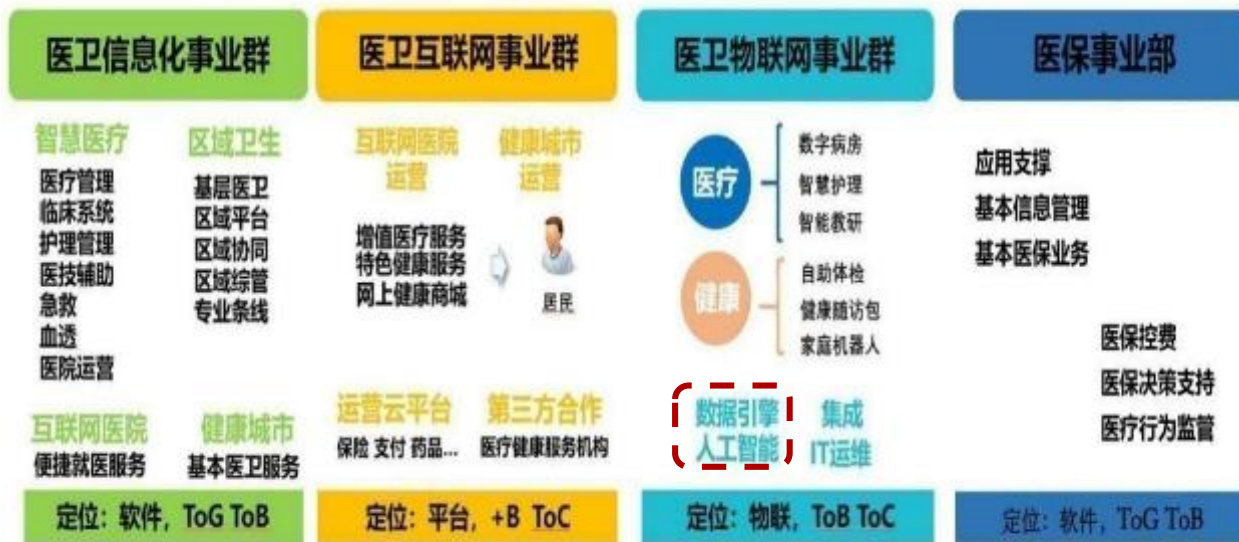 医卫信息化事业群
智慧医疗
医疗管理
临床系统
护理管理
医技辅助
急救
血透
医院运营
区域卫生
基层医卫
区域平台
区域协同
区域综管
专业条线
互联网医院
便捷就医服务
健康城市
基本医卫服务
定位：软件，ToG ToB
医卫互联网事业群
互联网医院
运营
健康城市
运营
增值医疗服务
特色健康服务
网上健康商城
居民
运营云平台
保险 支付 药品...
第三方合作
医疗健康服务机构
定位：平台，+B ToC
医卫物联网事业群
医疗
数字病房
智慧护理
智能教研
健康
自助体检
健康随访包
家庭机器人
数据引擎
人工智能
集成
IT运维
定位：物联，ToB ToC
医保事业部
应用支撑
基本信息管理
基本医保业务
医保控费
医保决策支持
医疗行为监管
定位：软件，ToG ToB